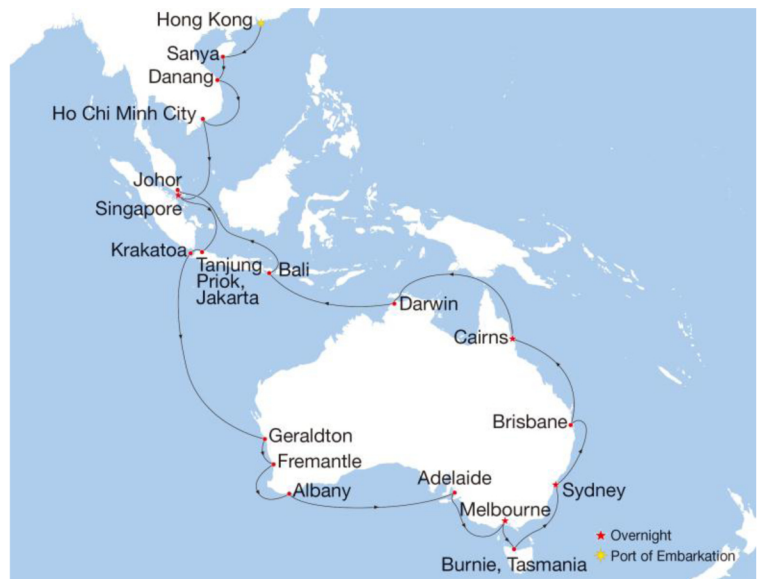 Hong Kong
Sanya
Danang
Ho Chi Minh City
Johor
Singapore
Krakatoa
Tanjung
Priok,
Jakarta
Bali
Darwin
Cairns
Brisbane
Geraldton
Fremantle
Albany
Adelaide
Melbourne
Sydney
Burnie, Tasmania
Overnight
Port of Embarkation